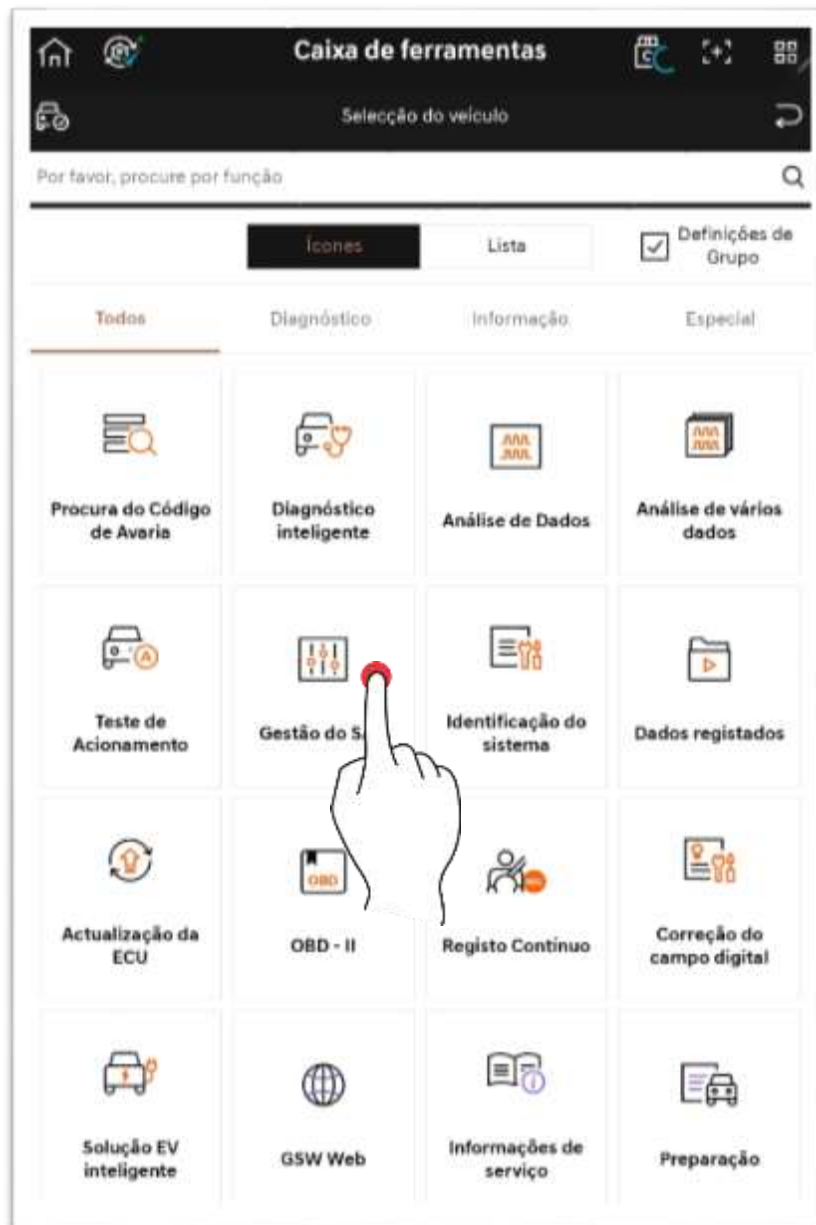 Caixa de ferramentas
Selecção do veículo
Por favor, procure por função
Ícones
Lista
Definições de
Grupo
Todos
Diagnóstico
Informação
Especial
Procura do Código
de Avaria
Diagnóstico
inteligente
Análise de Dados
Análise de vários
dados
Teste de
Acionamento
Gestão do
Identificação do
sistema
Dados registados
Actualização da
ECU
OBD
OBD - II
Registo Contínuo
Correção do
campo digital
Solução EV
inteligente
GSW Web
Informações de
serviço
Preparação